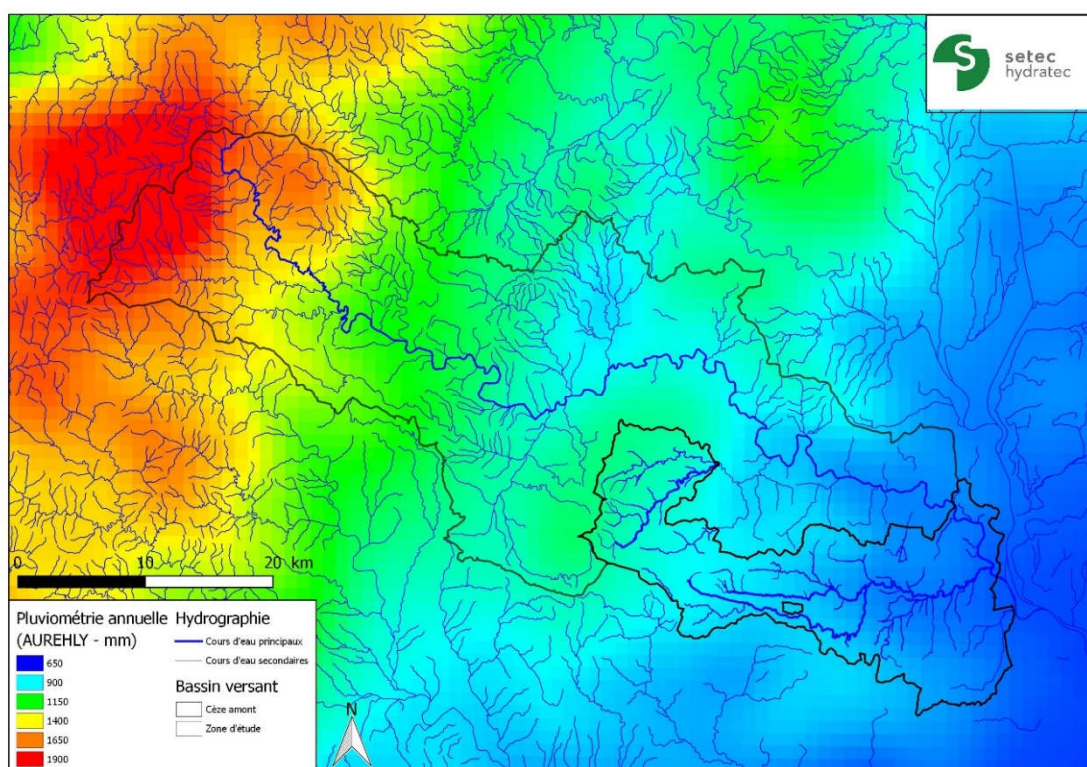 S
setec
hydratec
0 10 20 km
Pluviométrie annuelle
(AUREHLY - mm)
650
900
1150
1400
1650
1900
Hydrographie
Cours d'eau principaux
Cours d'eau secondaires
Bassin versant
Cèze amont
Zone d'étude
N